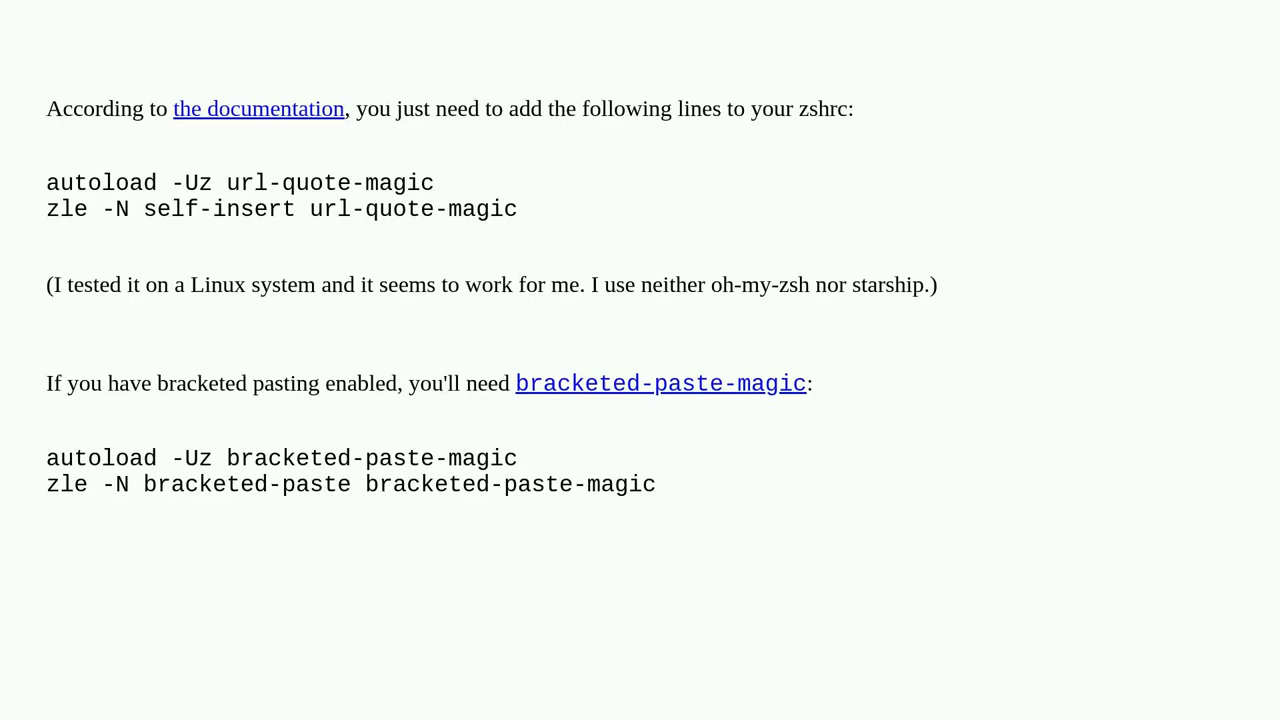 According to the documentation, you just need to add the following lines to your zshrc:
autoload -Uz url-quote-magic
zle -N self-insert url-quote-magic
(I tested it on a Linux system and it seems to work for me. I use neither oh-my-zsh nor starship.)
If you have bracketed pasting enabled, you'll need bracketed-paste-magic:
autoload -Uz bracketed-paste-magic
zle -N bracketed-paste bracketed-paste-magic